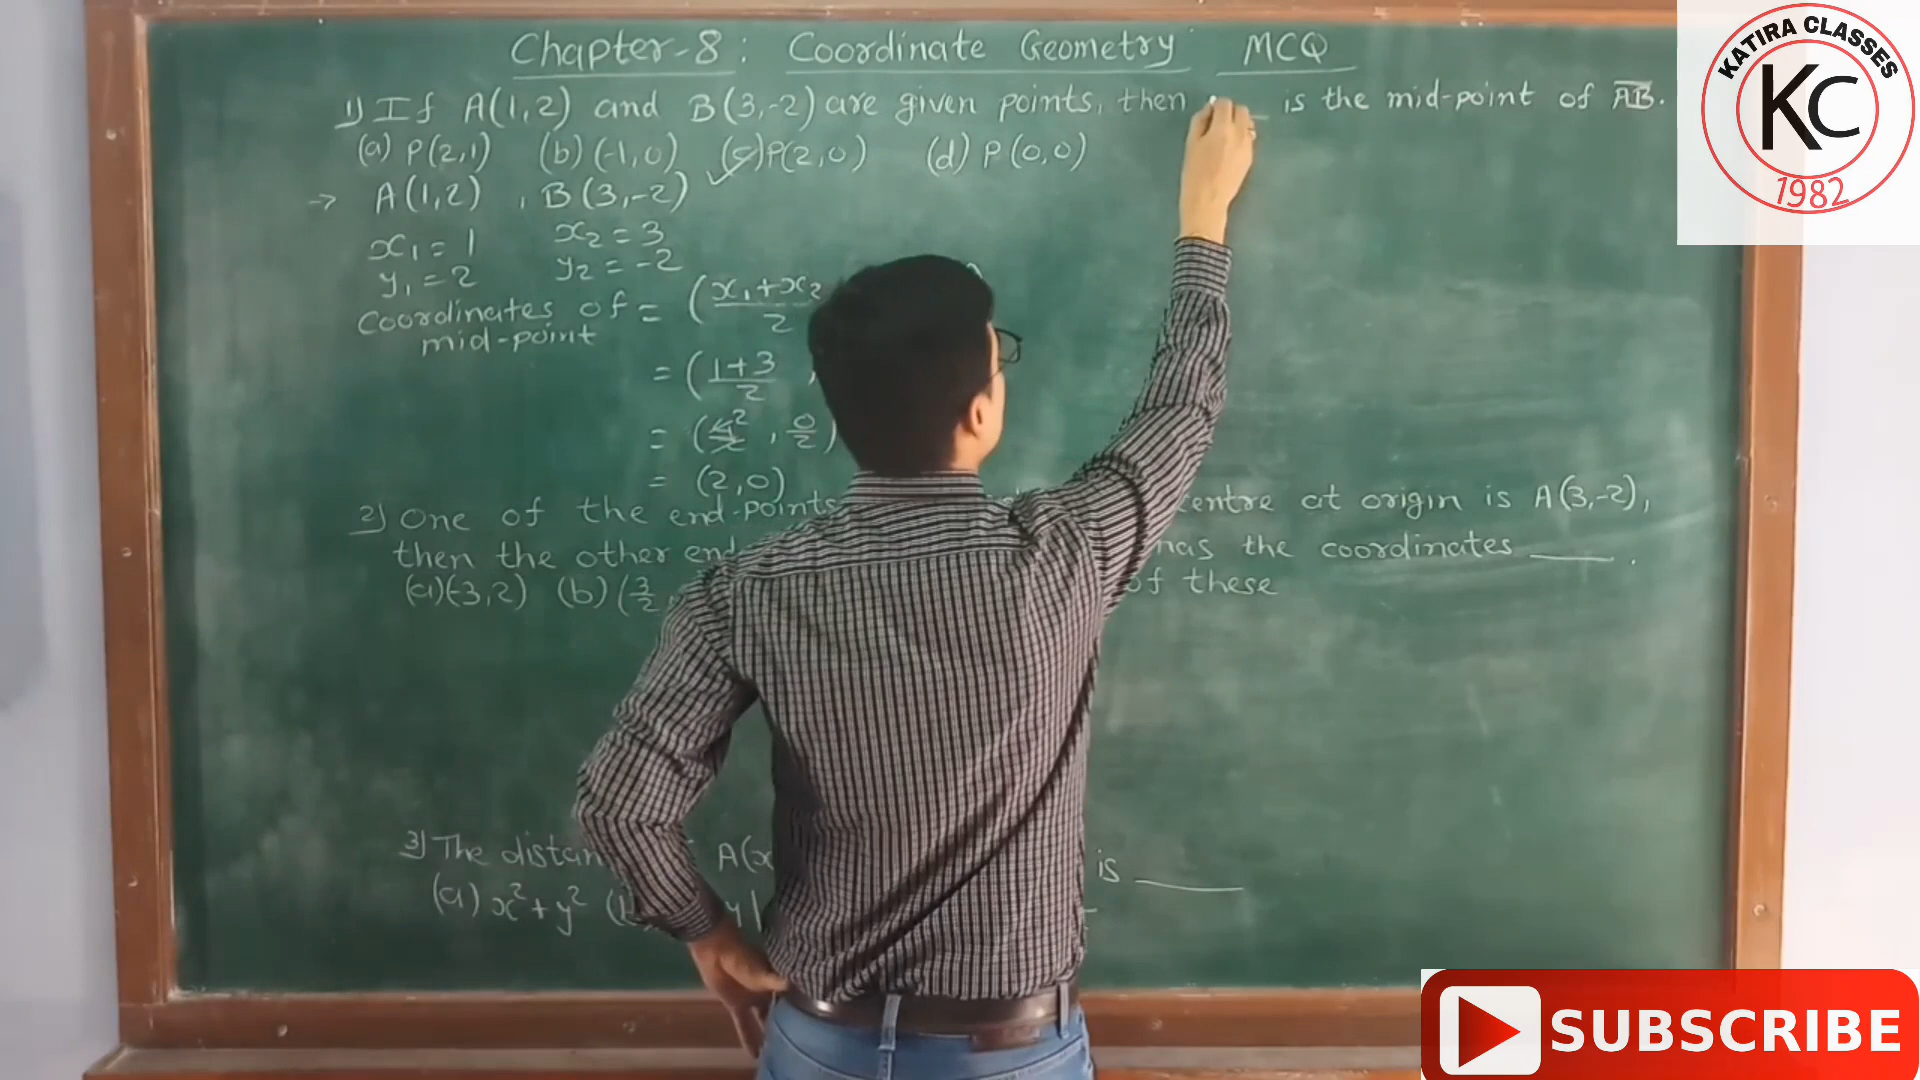 Chapter-8: Coordinate Geometry MCQ
1) If A(1,2) and B(3,-2) are given points, then is the mid-point of AB.
(a) P(2,1) (b) (-1,0) (c) P(2,0) (d) P(0,0)
→ A(1,2) , B(3,-2)
x₁ = 1 x₂ = 3
y₁ = 2 y₂ = -2
Coordinates of = (x₁+x₂/2
mid-point
= (1+3/2 ,
= (4/2 2 , 0/2)
= (2,0)
2) One of the end-points centre at origin is A(3,-2),
then the other end has the coordinates ____.
(a) (-3,2) (b) (3/2, of these
3) The A(x is ____
(a) x²+y² y|
KATIRA CLASSES
KC
1982
SUBSCRIBE